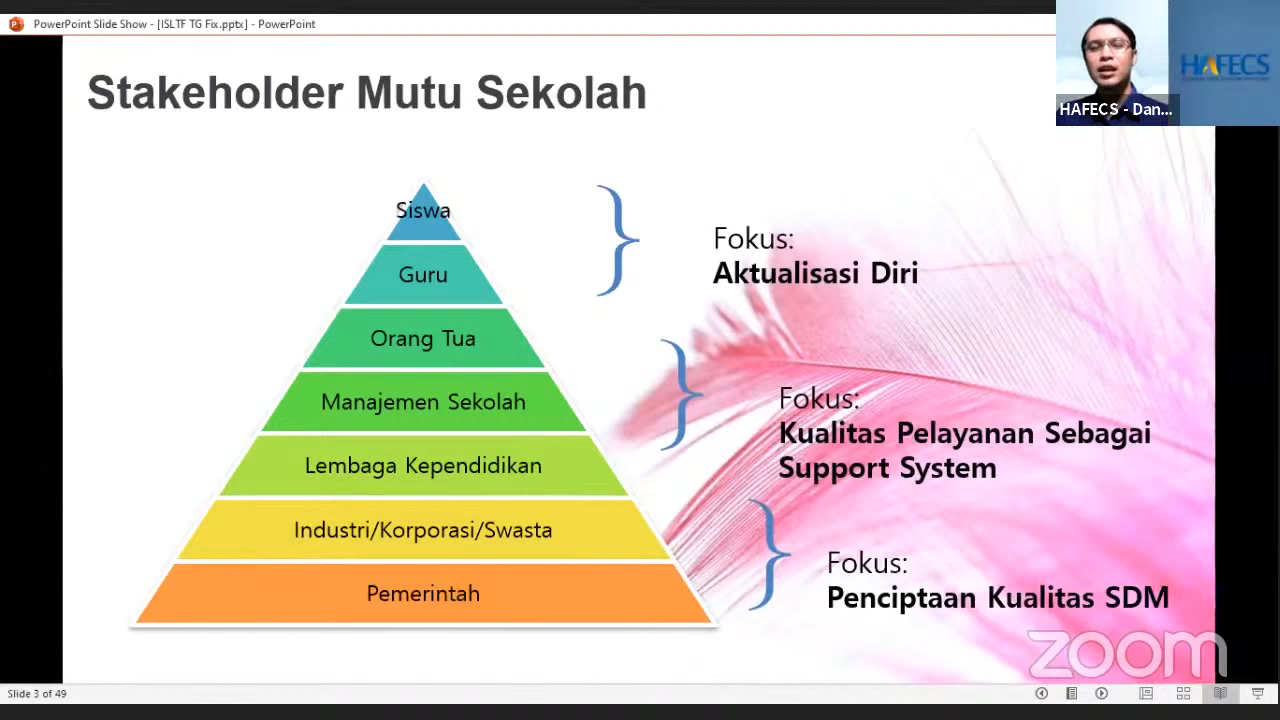 PowerPoint Slide Show - [ISLTF TG Fix.pptx] - PowerPoint
HAFECS
HAFECS - Dan...
Stakeholder Mutu Sekolah
Siswa
Guru
Orang Tua
Manajemen Sekolah
Lembaga Kependidikan
Industri/Korporasi/Swasta
Pemerintah
Fokus:
Aktualisasi Diri
Fokus:
Kualitas Pelayanan Sebagai
Support System
Fokus:
Penciptaan Kualitas SDM
zoom
Slide 3 of 49